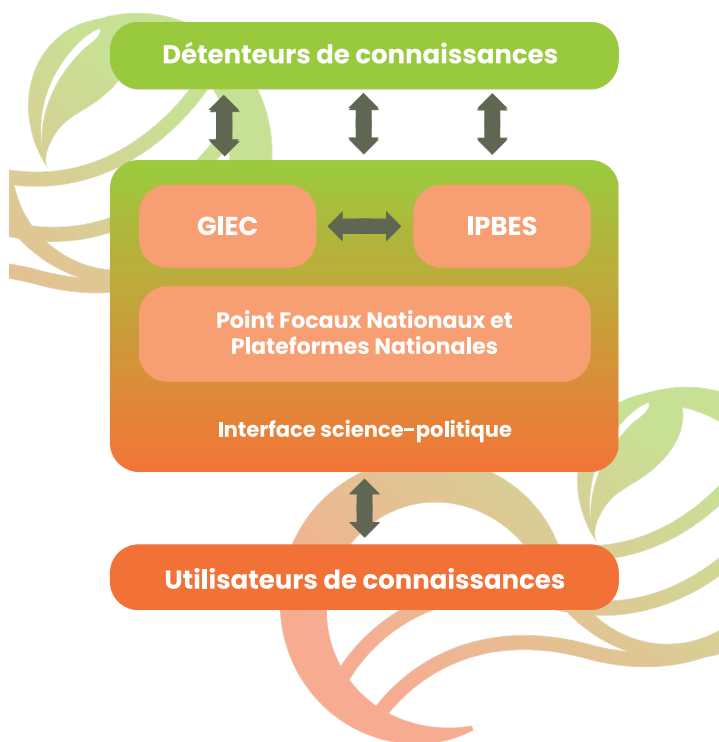 Détenteurs de connaissances
GIEC
IPBES
Point Focaux Nationaux et
Plateformes Nationales
Interface science-politique
Utilisateurs de connaissances